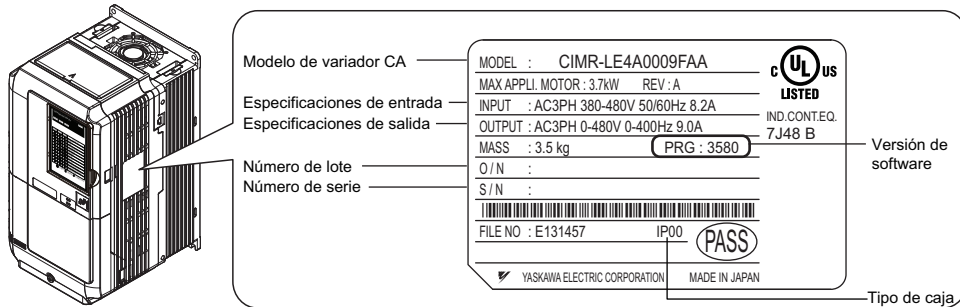 Modelo de variador CA
Especificaciones de entrada
Especificaciones de salida
Número de lote
Número de serie
MODEL : CIMR-LE4A0009FAA
MAX APPLI. MOTOR : 3.7kW REV : A
INPUT : AC3PH 380-480V 50/60Hz 8.2A
OUTPUT : AC3PH 0-480V 0-400Hz 9.0A
MASS : 3.5 kg PRG : 3580
O / N :
S / N :
FILE NO : E131457 IP00
PASS
YASKAWA ELECTRIC CORPORATION MADE IN JAPAN
C UL US
LISTED
IND.CONT.EQ.
7J48 B
Versión de
software
Tipo de caja